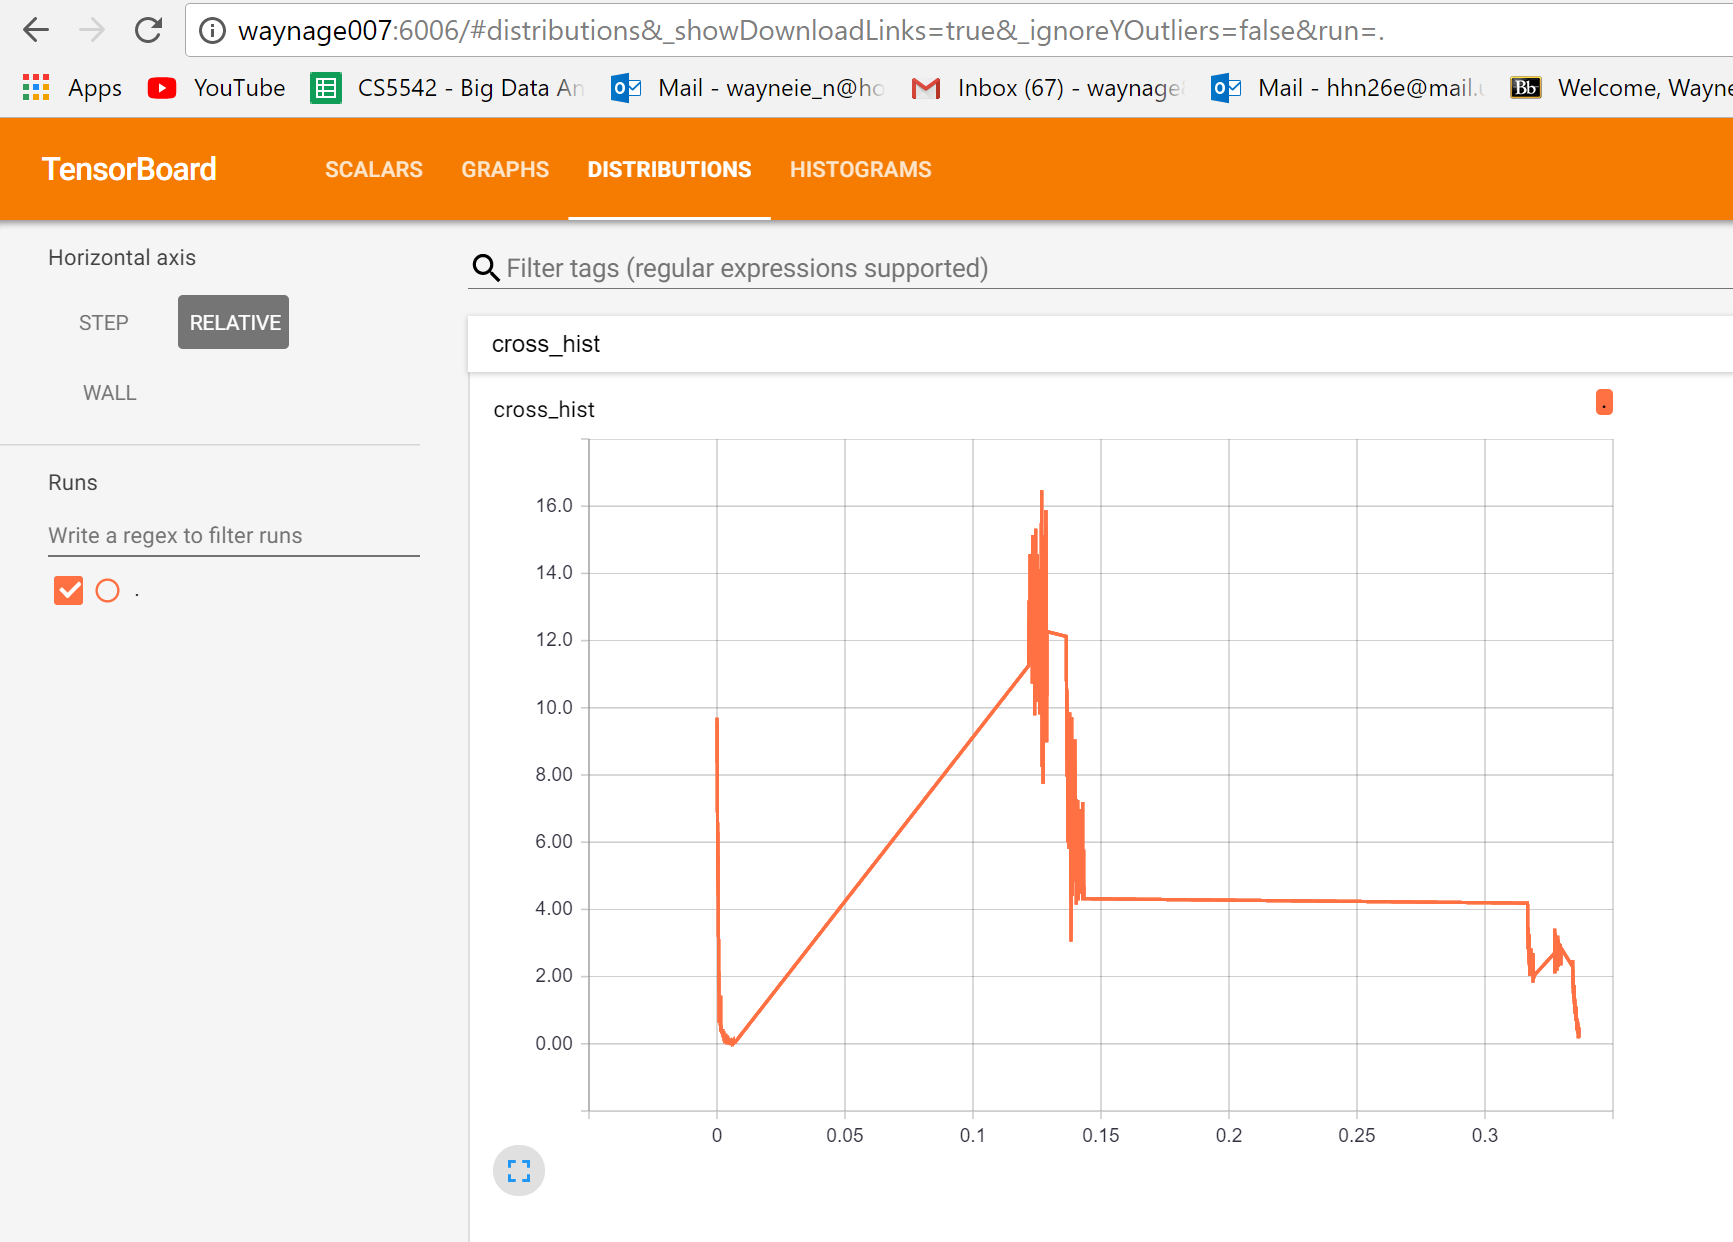 waynage007:6006/#distributions&_showDownloadLinks=true&_ignoreYOutliers=false&run=.
Apps YouTube CS5542 - Big Data An Mail - wayneie_n@ho Inbox (67) - waynage Mail - hhn26e@mail. Bb Welcome, Wayne
TensorBoard SCALARS GRAPHS DISTRIBUTIONS HISTOGRAMS
Horizontal axis
STEP RELATIVE
WALL
Runs
Write a regex to filter runs
.
Filter tags (regular expressions supported)
cross_hist
cross_hist
.
16.0
14.0
12.0
10.0
8.00
6.00
4.00
2.00
0.00
0 0.05 0.1 0.15 0.2 0.25 0.3